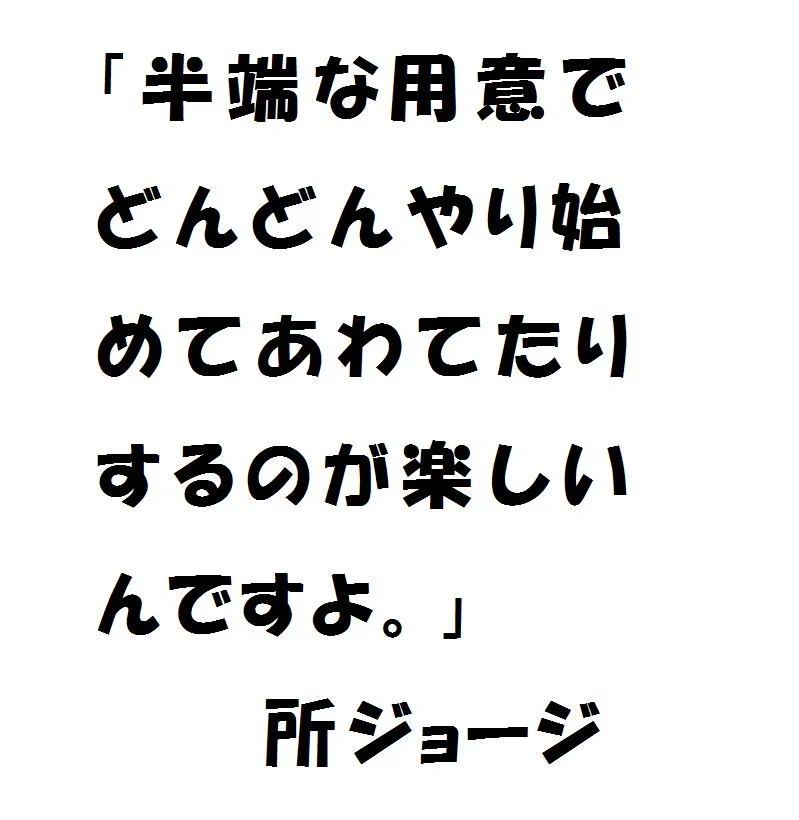 「半端な用意で
どんどんやり始
めてあわてたり
するのが楽しい
んですよ。」
所ジョージ